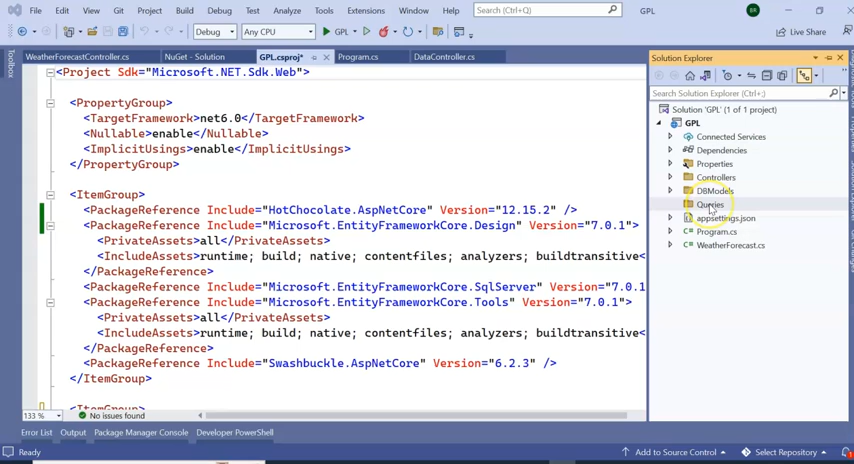 File Edit View Git Project Build Debug Test Analyze Tools Extensions Window Help Search (Ctrl+Q) GPL BR
Debug Any CPU GPL Live Share
WeatherForecastController.cs NuGet - Solution GPL.csproj* Program.cs DataController.cs
Toolbox
<Project Sdk="Microsoft.NET.Sdk.Web">
<PropertyGroup>
<TargetFramework>net6.0</TargetFramework>
<Nullable>enable</Nullable>
<ImplicitUsings>enable</ImplicitUsings>
</PropertyGroup>
<ItemGroup>
<PackageReference Include="HotChocolate.AspNetCore" Version="12.15.2" />
<PackageReference Include="Microsoft.EntityFrameworkCore.Design" Version="7.0.1">
<PrivateAssets>all</PrivateAssets>
<IncludeAssets>runtime; build; native; contentfiles; analyzers; buildtransitive<
</PackageReference>
<PackageReference Include="Microsoft.EntityFrameworkCore.SqlServer" Version="7.0.1
<PackageReference Include="Microsoft.EntityFrameworkCore.Tools" Version="7.0.1">
<PrivateAssets>all</PrivateAssets>
<IncludeAssets>runtime; build; native; contentfiles; analyzers; buildtransitive<
</PackageReference>
<PackageReference Include="Swashbuckle.AspNetCore" Version="6.2.3" />
</ItemGroup>
<ItemGroup>
133 % No issues found
Solution Explorer
Search Solution Explorer (Ctrl+;)
Solution 'GPL' (1 of 1 project)
GPL
Connected Services
Dependencies
Properties
Controllers
DBModels
Queries
appsettings.json
C# Program.cs
C# WeatherForecast.cs
Error List Output Package Manager Console Developer PowerShell
Ready Add to Source Control Select Repository